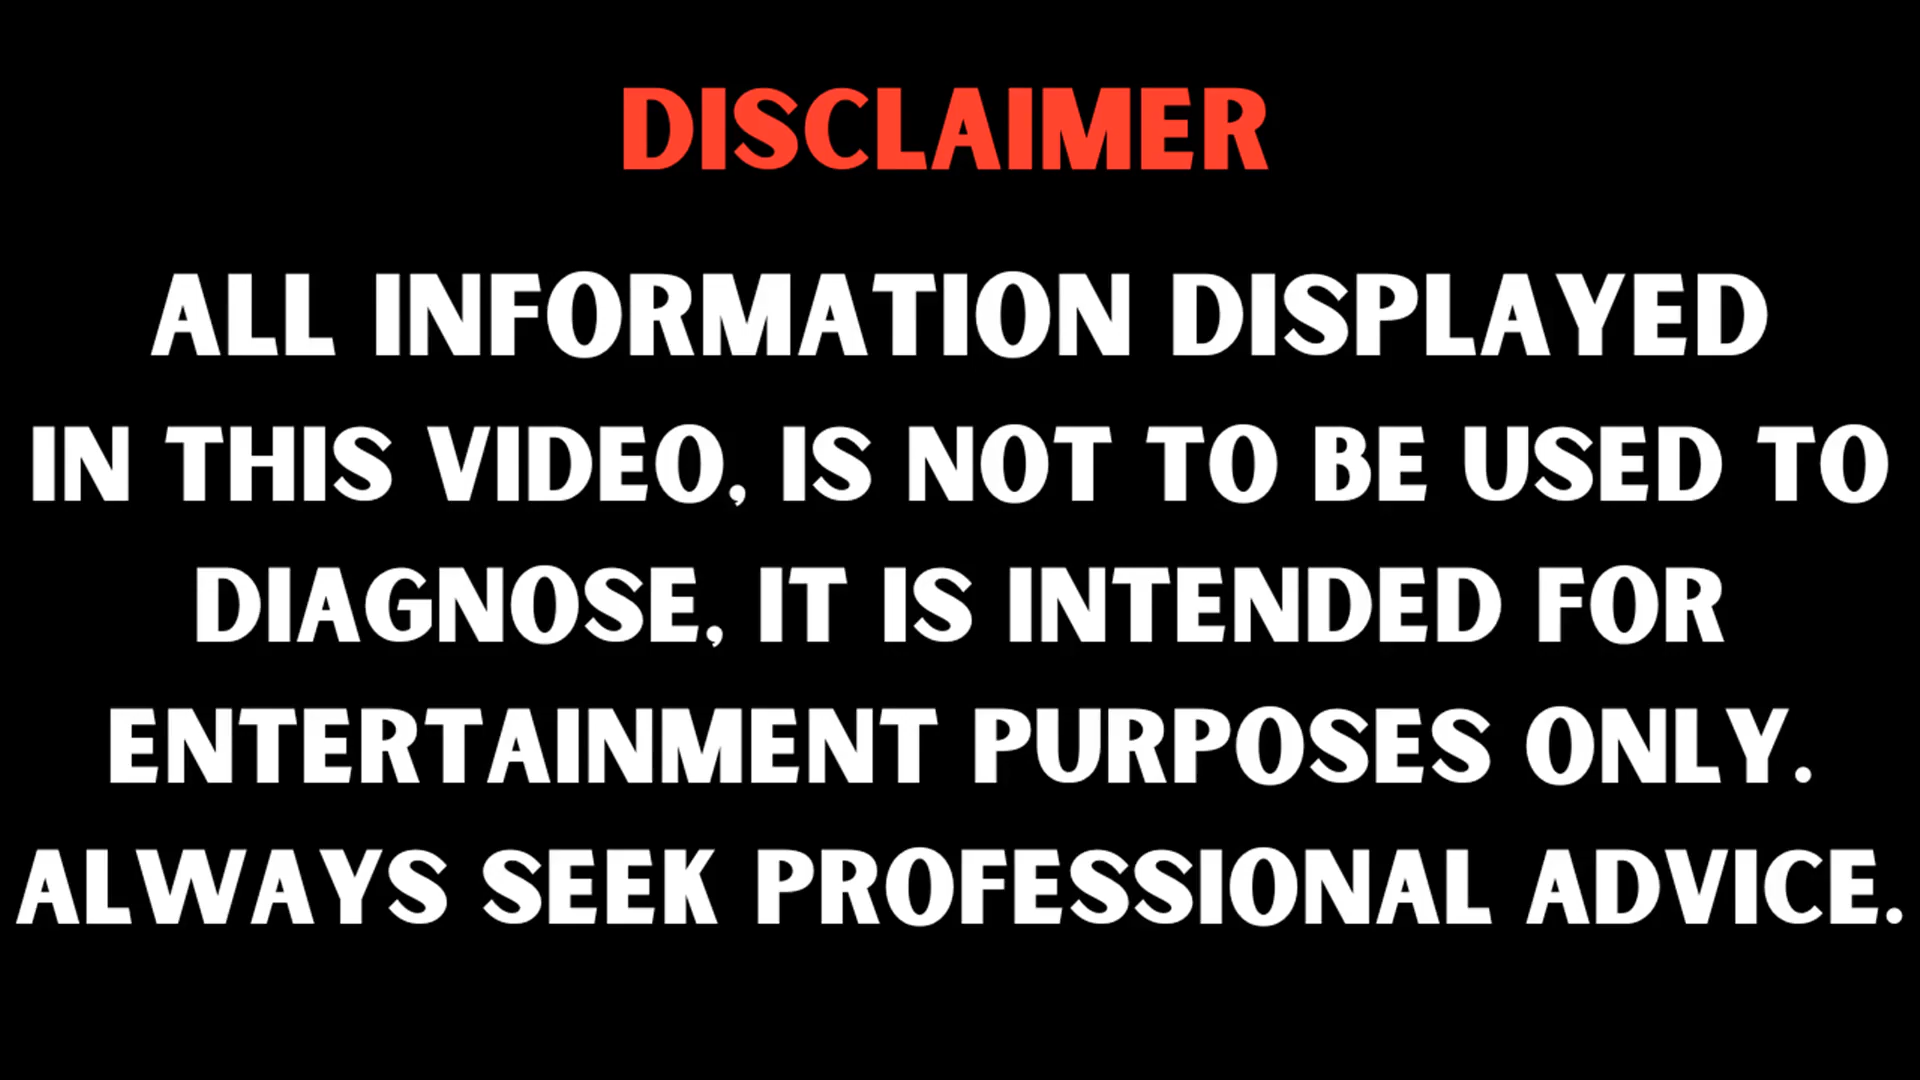 DISCLAIMER
ALL INFORMATION DISPLAYED
IN THIS VIDEO, IS NOT TO BE USED TO
DIAGNOSE, IT IS INTENDED FOR
ENTERTAINMENT PURPOSES ONLY.
ALWAYS SEEK PROFESSIONAL ADVICE.